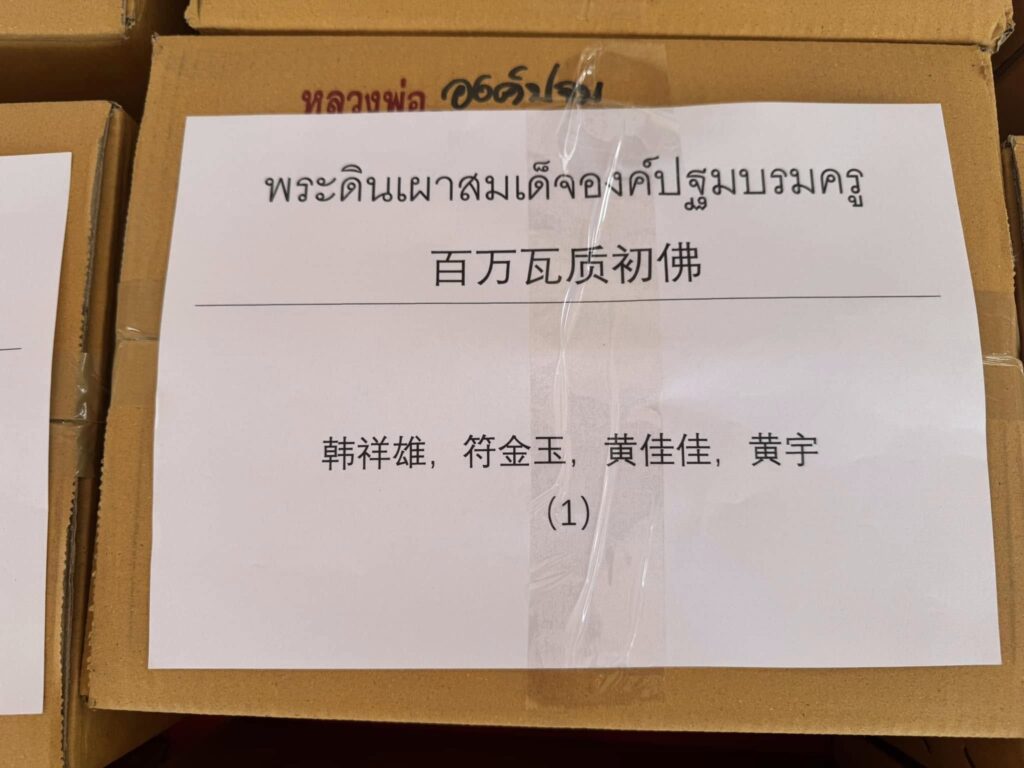 หลวงพ่อ องค์ปฐม
พระดินเผาสมเด็จองค์ปฐมบรมครู
百万瓦质初佛
韩祥雄，符金玉，黄佳佳，黄宇
(1)